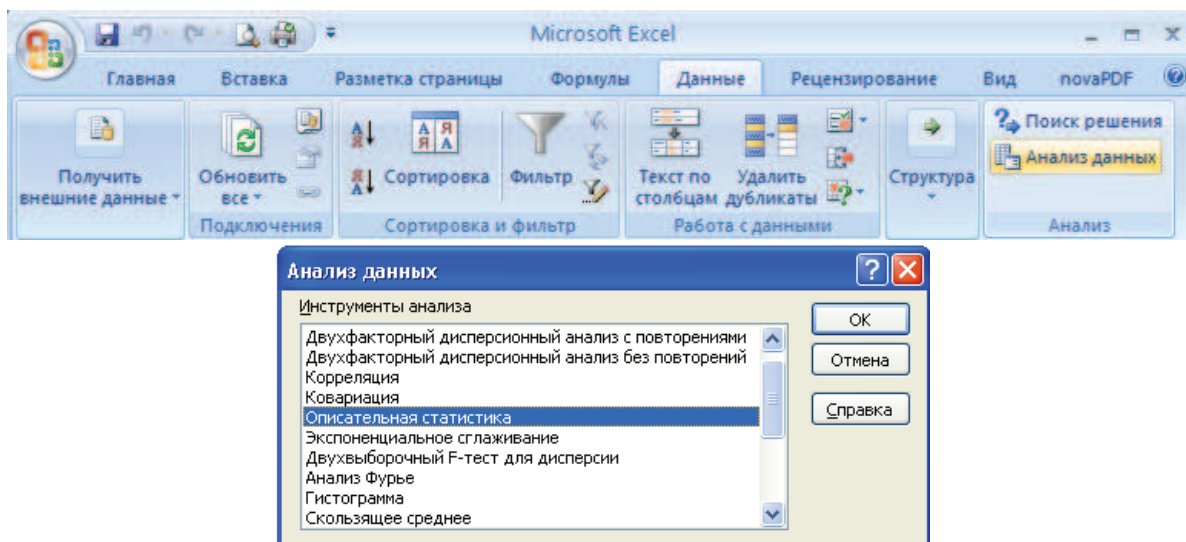 Microsoft Excel
Главная Вставка Разметка страницы Формулы Данные Рецензирование Вид novaPDF
Получить внешние данные
Обновить все
Подключения
А Я
Я А
А Я
Я А
Сортировка
Фильтр
Сортировка и фильтр
Текст по столбцам
Удалить дубликаты
Работа с данными
Структура
Поиск решения
Анализ данных
Анализ
Анализ данных
Инструменты анализа
Двухфакторный дисперсионный анализ с повторениями
Двухфакторный дисперсионный анализ без повторений
Корреляция
Ковариация
Описательная статистика
Экспоненциальное сглаживание
Двухвыборочный F-тест для дисперсии
Анализ Фурье
Гистограмма
Скользящее среднее
ОК
Отмена
Справка